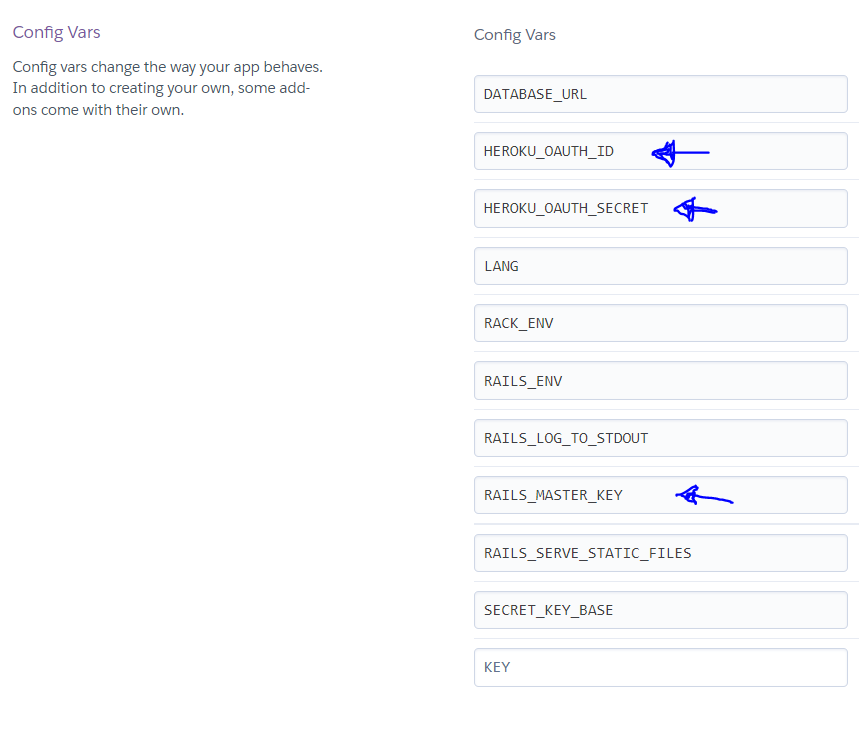 Config Vars
Config vars change the way your app behaves.
In addition to creating your own, some add-
ons come with their own.
Config Vars
DATABASE_URL
HEROKU_OAUTH_ID
HEROKU_OAUTH_SECRET
LANG
RACK_ENV
RAILS_ENV
RAILS_LOG_TO_STDOUT
RAILS_MASTER_KEY
RAILS_SERVE_STATIC_FILES
SECRET_KEY_BASE
KEY